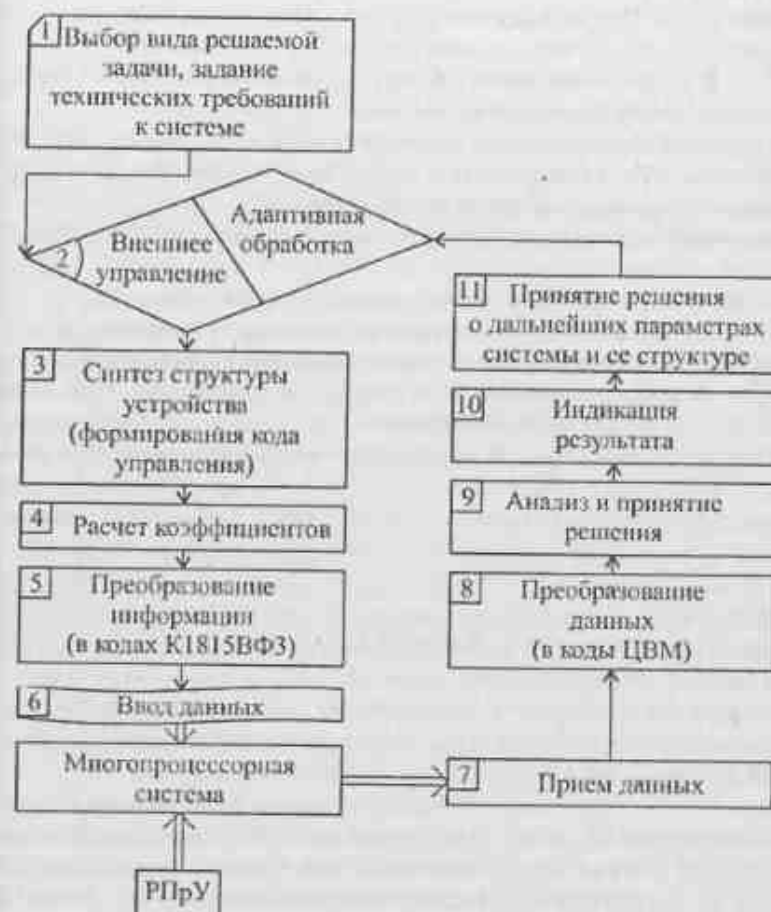 1 Выбор вида решаемой
задачи, задание
технических требований
к системе
2 Внешнее
управление
Адаптивная
обработка
3 Синтез структуры
устройства
(формирования кода
управления)
4 Расчет коэффициентов
5 Преобразование
информации
(в кодах К1815ВФ3)
6 Ввод данных
Многопроцессорная
система
РПрУ
7 Прием данных
8 Преобразование
данных
(в коды ЦВМ)
9 Анализ и принятие
решения
10 Индикация
результата
11 Принятие решения
о дальнейших параметрах
системы и ее структуре